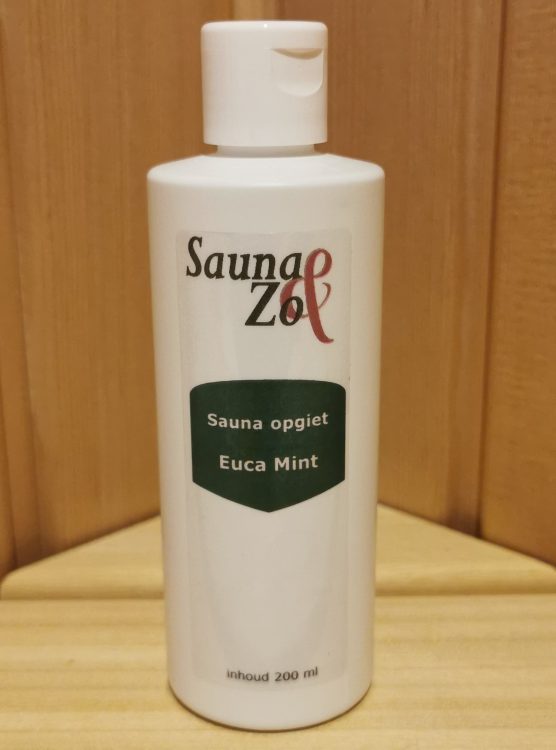 Sauna &
Zo
Sauna opgiet
Euca Mint
inhoud 200 ml